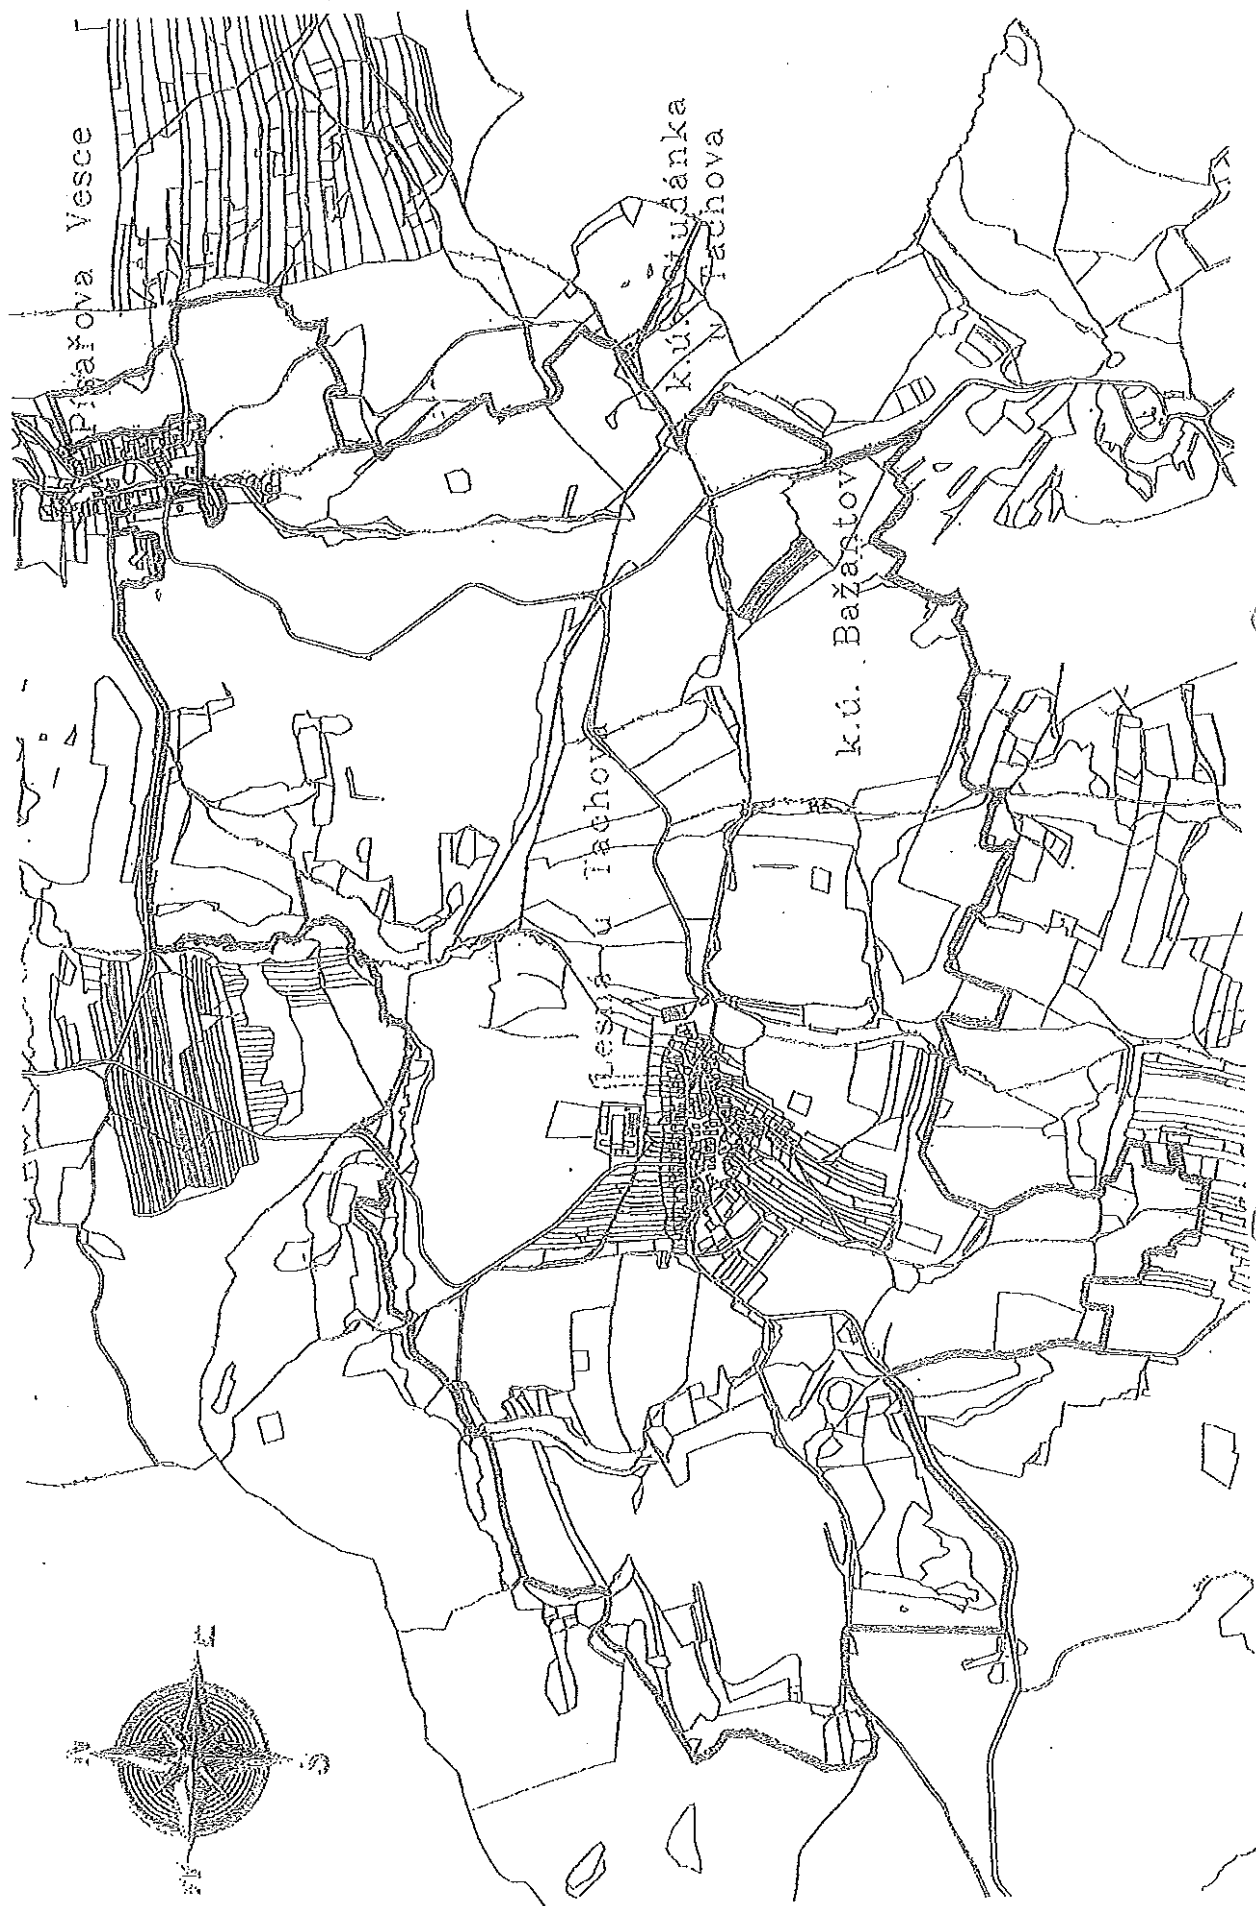 Písařova Vesce
k.ú. Studánka
u Tachova
k.ú. Bažantov
Lesná u Tachova
N
E
S
W